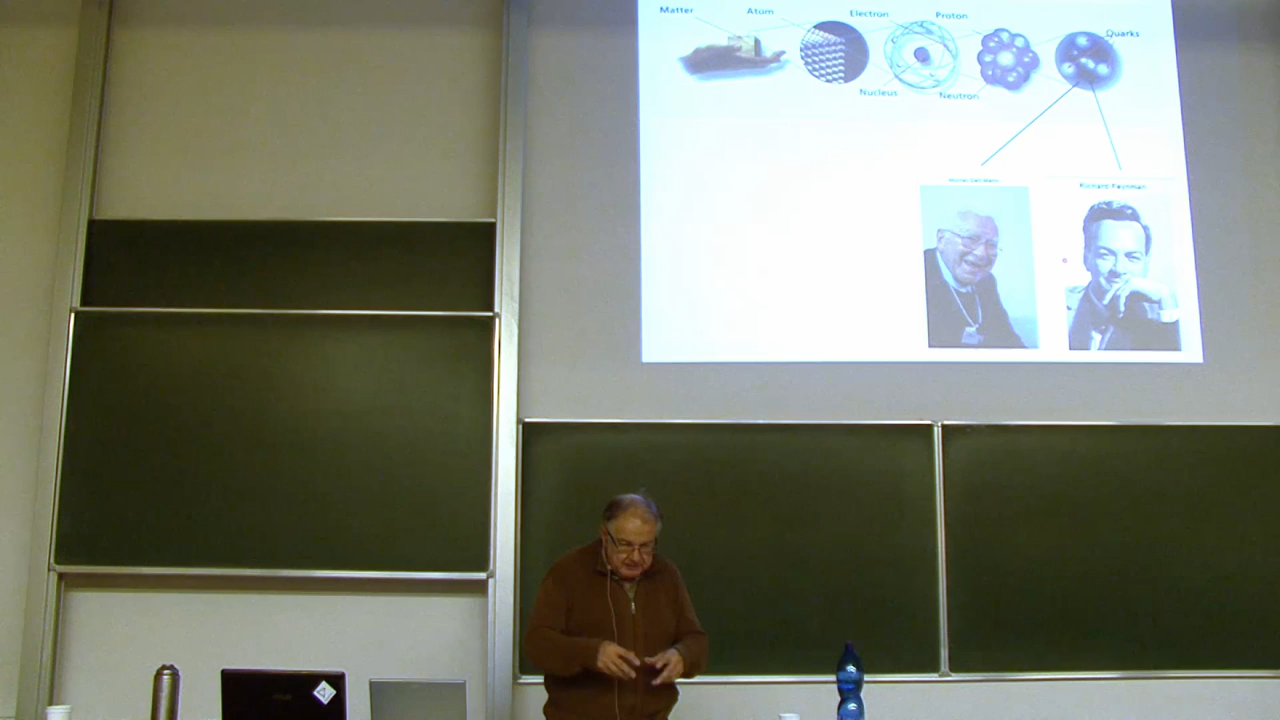 Matter
Atom
Electron
Proton
Quarks
Nucleus
Neutron
Richard Feynman